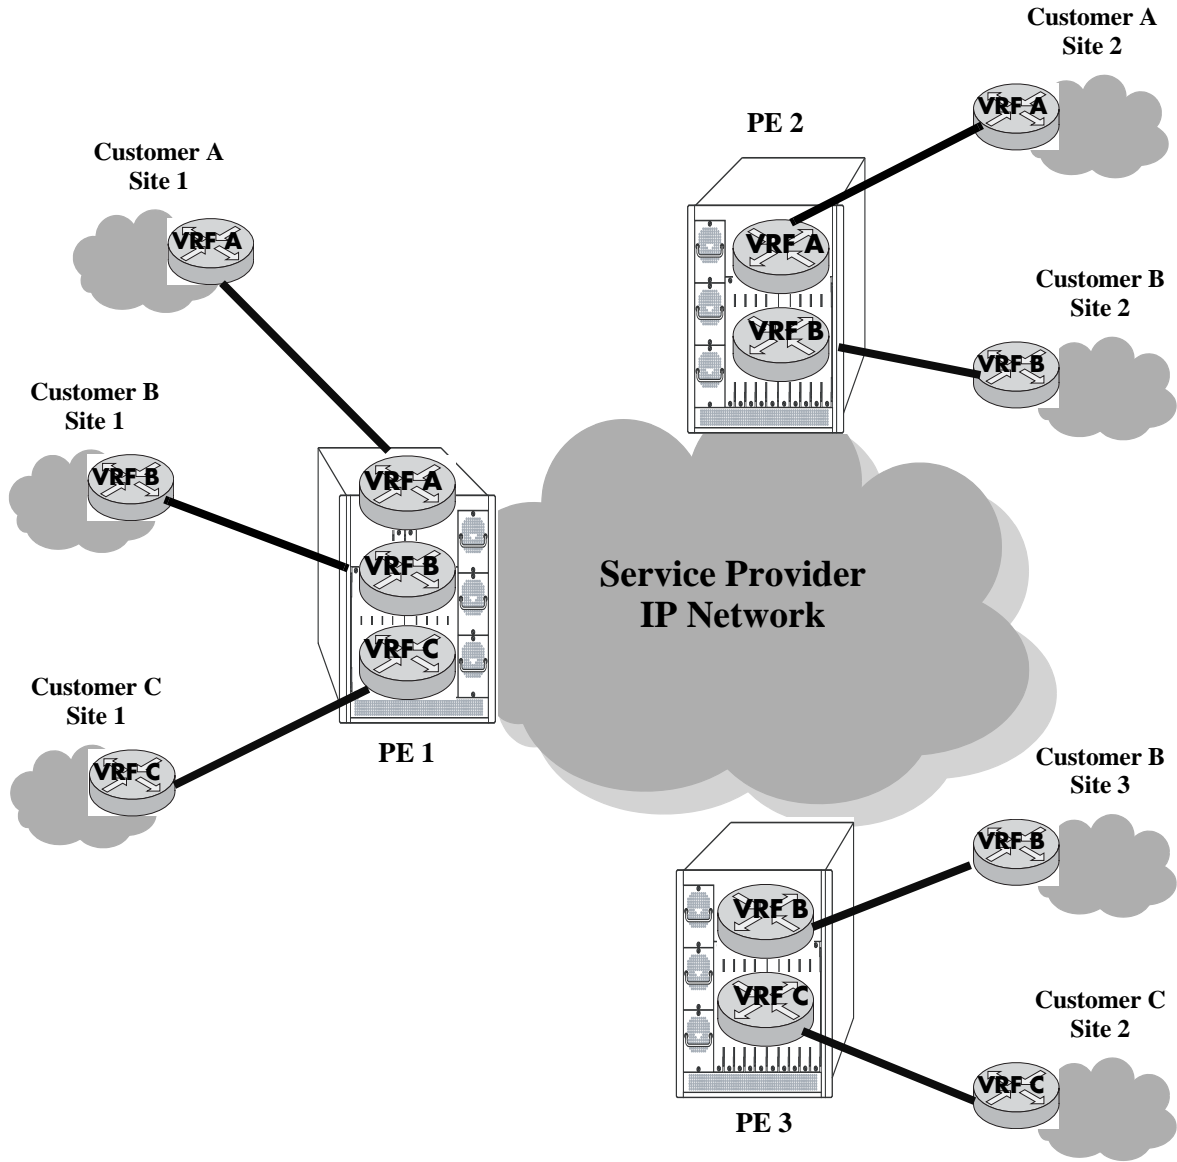 Customer A
Site 2
VRF A
PE 2
Customer A
Site 1
VRF A
VRF A
VRF B
Customer B
Site 2
VRF B
Customer B
Site 1
VRF B
VRF A
VRF B
VRF C
PE 1
Service Provider
IP Network
Customer C
Site 1
VRF C
Customer B
Site 3
VRF B
VRF B
VRF C
PE 3
Customer C
Site 2
VRF C